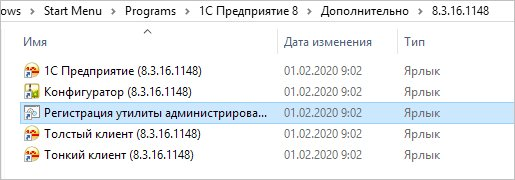 ows > Start Menu > Programs > 1С Предприятие 8 > Дополнительно > 8.3.16.1148
Имя Дата изменения Тип
1С Предприятие (8.3.16.1148) 01.02.2020 9:02 Ярлык
Конфигуратор (8.3.16.1148) 01.02.2020 9:02 Ярлык
Регистрация утилиты администрирова... 01.02.2020 9:02 Ярлык
Толстый клиент (8.3.16.1148) 01.02.2020 9:02 Ярлык
Тонкий клиент (8.3.16.1148) 01.02.2020 9:02 Ярлык